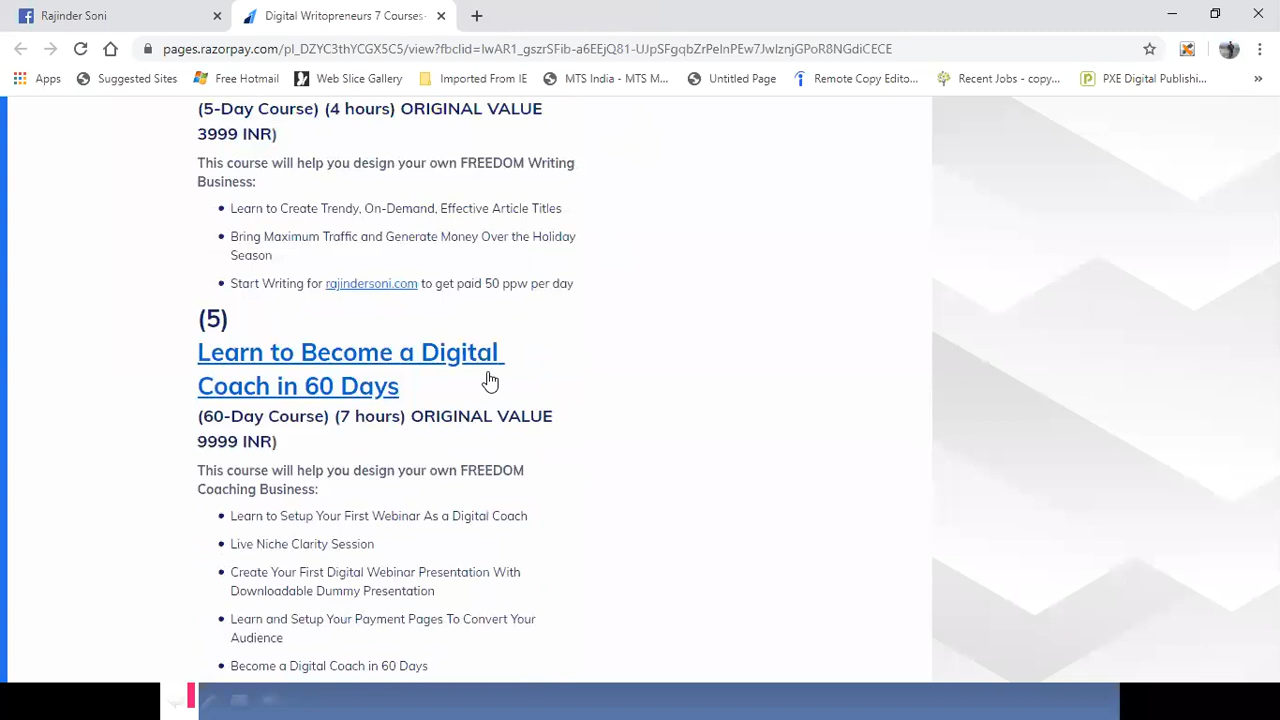 Rajinder Soni
Digital Writopreneurs 7 Courses-
pages.razorpay.com/pl_DZYC3thYCGX5C5/view?fbclid=IwAR1_gszrSFib-a6EEjQ81-UJpSFgqbZrPelnPEw7JwlznjGPoR8NGdiCECE
Apps Suggested Sites Free Hotmail Web Slice Gallery Imported From IE MTS India - MTS M... Untitled Page Remote Copy Edito... Recent Jobs - copy... PXE Digital Publishi... »
(5-Day Course) (4 hours) ORIGINAL VALUE
3999 INR)
This course will help you design your own FREEDOM Writing
Business:
• Learn to Create Trendy, On-Demand, Effective Article Titles
• Bring Maximum Traffic and Generate Money Over the Holiday
Season
• Start Writing for rajindersoni.com to get paid 50 ppw per day
(5)
Learn to Become a Digital
Coach in 60 Days
(60-Day Course) (7 hours) ORIGINAL VALUE
9999 INR)
This course will help you design your own FREEDOM
Coaching Business:
• Learn to Setup Your First Webinar As a Digital Coach
• Live Niche Clarity Session
• Create Your First Digital Webinar Presentation With
Downloadable Dummy Presentation
• Learn and Setup Your Payment Pages To Convert Your
Audience
• Become a Digital Coach in 60 Days